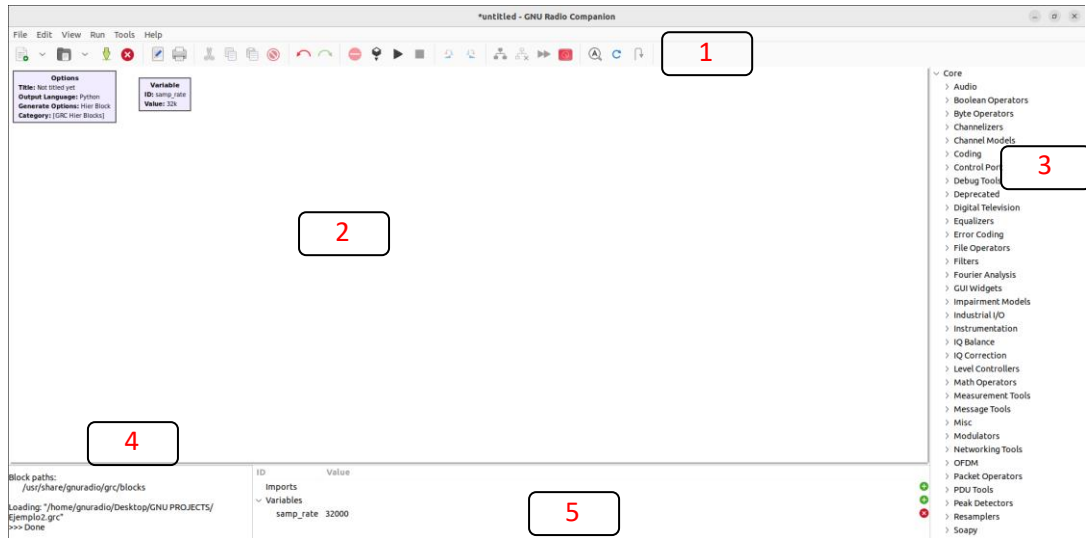 *untitled - GNU Radio Companion
File Edit View Run Tools Help
1
Options
Title: Not titled yet
Output Language: Python
Generate Options: Hier Block
Category: [GRC Hier Blocks]
Variable
ID: samp_rate
Value: 32k
2
Core
Audio
Boolean Operators
Byte Operators
Channelizers
Channel Models
Coding
Control Por
3
Debug Tools
Deprecated
Digital Television
Equalizers
Error Coding
File Operators
Filters
Fourier Analysis
GUI Widgets
Impairment Models
Industrial I/O
Instrumentation
IQ Balance
IQ Correction
Level Controllers
Math Operators
Measurement Tools
Message Tools
Misc
Modulators
Networking Tools
OFDM
Packet Operators
PDU Tools
Peak Detectors
Resamplers
Soapy
4
Block paths:
/usr/share/gnuradio/grc/blocks
Loading: "/home/gnuradio/Desktop/GNU PROJECTS/
Ejemplo2.grc"
>>> Done
ID Value
Imports
Variables
samp_rate 32000
5